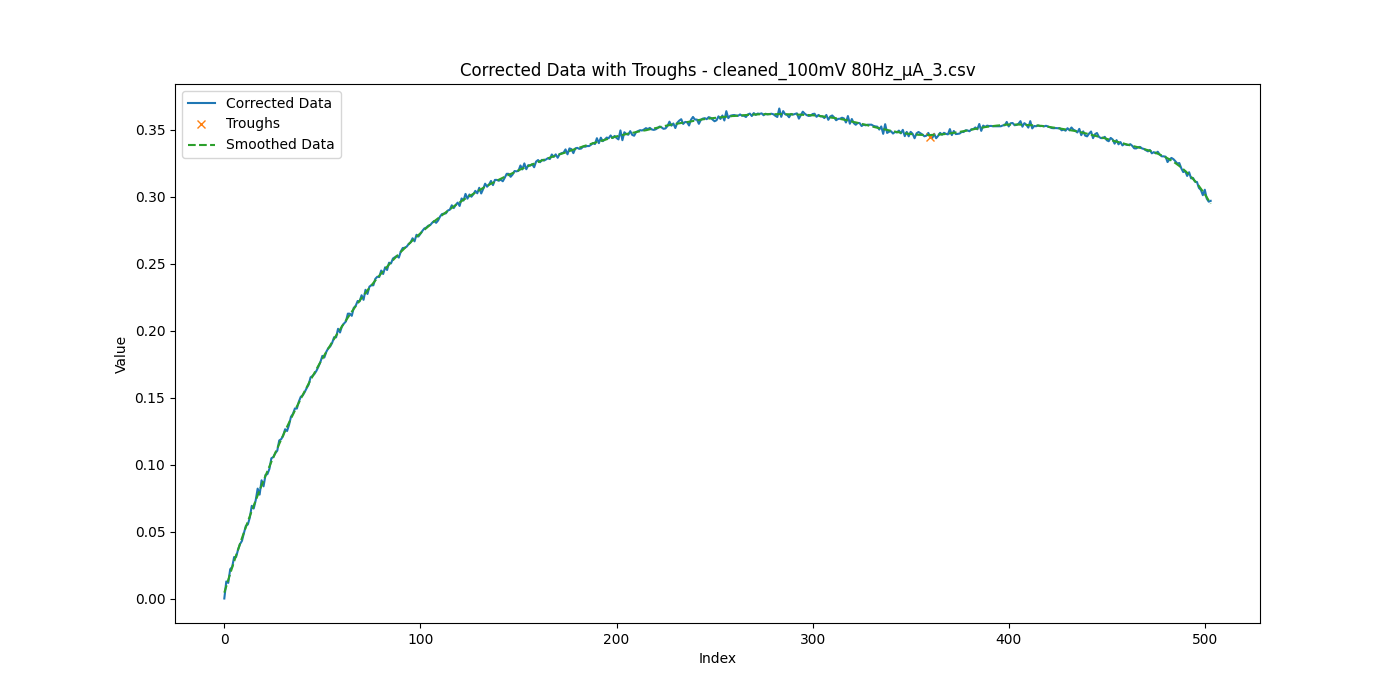 Corrected Data with Troughs - cleaned_100mV 80Hz_µA_3.csv
Corrected Data
Troughs
Smoothed Data
0.35
0.30
0.25
0.20
0.15
0.10
0.05
0.00
Value
0 100 200 300 400 500
Index